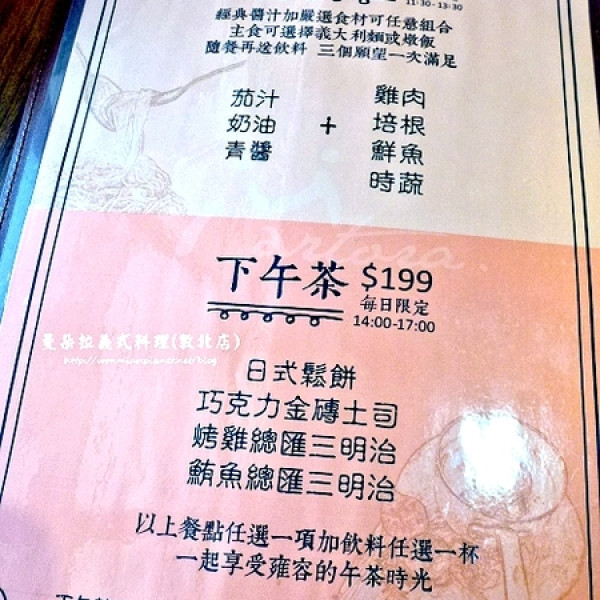 11:30-13:30
經典醬汁加嚴選食材可任意組合
主食可選擇義大利麵或燉飯
隨餐再送飲料 三個願望一次滿足
茄汁
奶油
青醬
+
雞肉
培根
鮮魚
時蔬
下午茶 $199
每日限定
14:00-17:00
曼朵拉義式料理(敦北店)
日式鬆餅
巧克力金磚土司
烤雞總匯三明治
鮪魚總匯三明治
以上餐點任選一項加飲料任選一杯
一起享受雍容的午茶時光